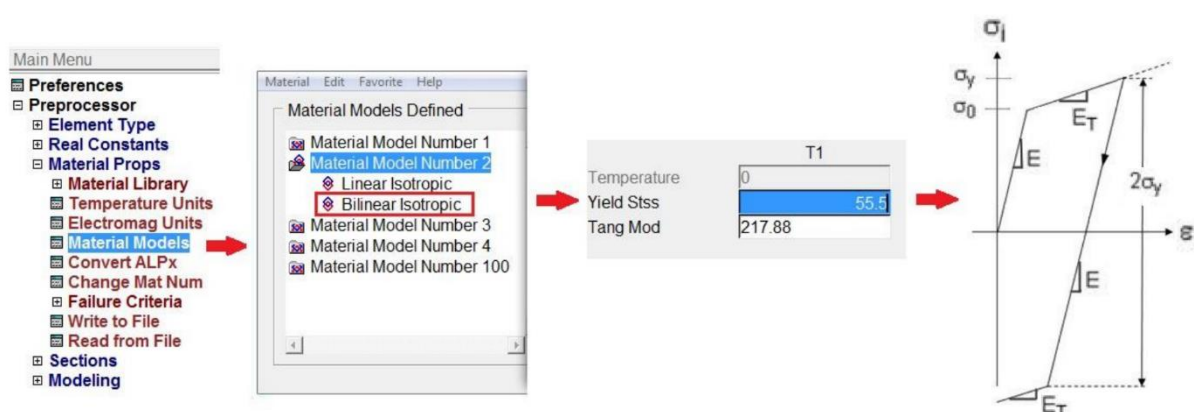 Main Menu
Preferences
Preprocessor
Element Type
Real Constants
Material Props
Material Library
Temperature Units
Electromag Units
Material Models
Convert ALPx
Change Mat Num
Failure Criteria
Write to File
Read from File
Sections
Modeling
Material Edit Favorite Help
Material Models Defined
Material Model Number 1
Material Model Number 2
Linear Isotropic
Bilinear Isotropic
Material Model Number 3
Material Model Number 4
Material Model Number 100
T1
Temperature 0
Yield Stss 55.5
Tang Mod 217.88
σi
σy
σ0
ET
E
2σy
ε
E
ET